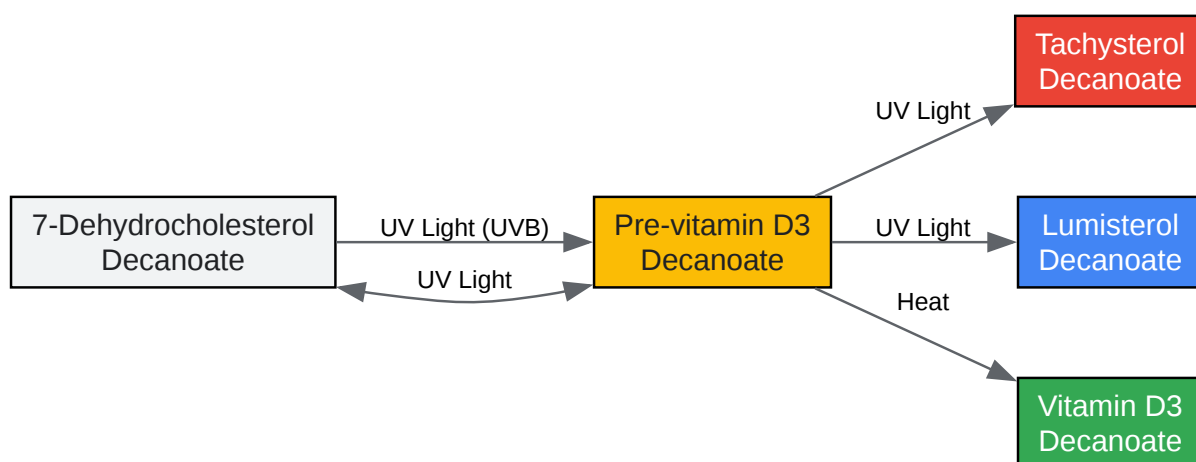 Tachysterol
Decanoate
UV Light
7-Dehydrocholesterol
Decanoate
UV Light (UVB)
UV Light
Pre-vitamin D3
Decanoate
UV Light
Lumisterol
Decanoate
Heat
Vitamin D3
Decanoate